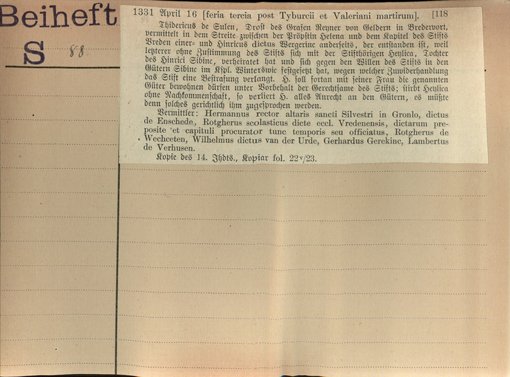 Beiheft
S 88
1331 April 16 [feria tercia post Tyburcii et Valeriani martirum]. [118
Thidericus de Sulen, Drost des Grafen Reyner von Geldern in Bredervort,
vermittelt in dem Streite zwischen der Pröpstin Helena und dem Kapitel des Stifts
Vreden einer- und Hinricus dictus Wergerinc anderseits, der entstanden ist, weil
letzterer ohne Zustimmung des Stifts sich mit der Stiftshörigen Heylica, Tochter
des Hinrici Sibinc, verheiratet hat und sich gegen den Willen des Stifts in den
Gütern Sibinc im Kspl. Winterswic festgesetzt hat, wegen welcher Zuwiderhandlung
das Stift eine Bestrafung verlangt. H. soll fortan mit seiner Frau die genannten
Güter bewohnen dürfen unter Vorbehalt der Gerechtsame des Stifts; stirbt Heylica
ohne Nachkommenschaft, so verliert H. alles Anrecht an den Gütern, es müßte
denn solches gerichtlich ihm zugesprochen werden.
Vermittler: Hermannus rector altaris sancti Silvestri in Gronlo, dictus
de Enschede, Rotgherus scolasticus dicte eccl. Vredenensis, dictarum pre-
posite et capituli procurator tunc temporis seu officiatus, Rotgherus de
Wechceten, Wilhelmus dictus van der Urde, Gerhardus Gerekinc, Lambertus
de Verhusen.
Kopie des 14. Jhdts., Kopiar fol. 22v/23.